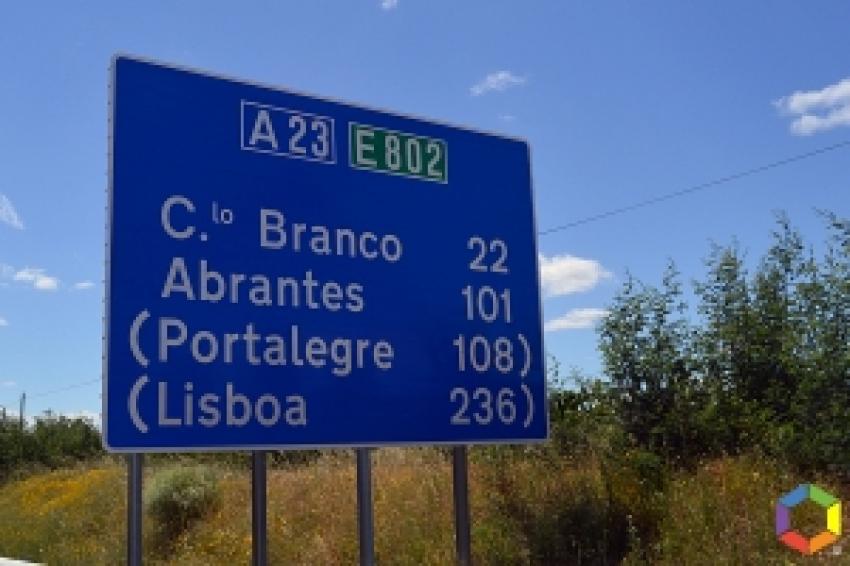 A 23 E 802
C.lo Branco 22
Abrantes 101
(Portalegre 108)
(Lisboa 236)